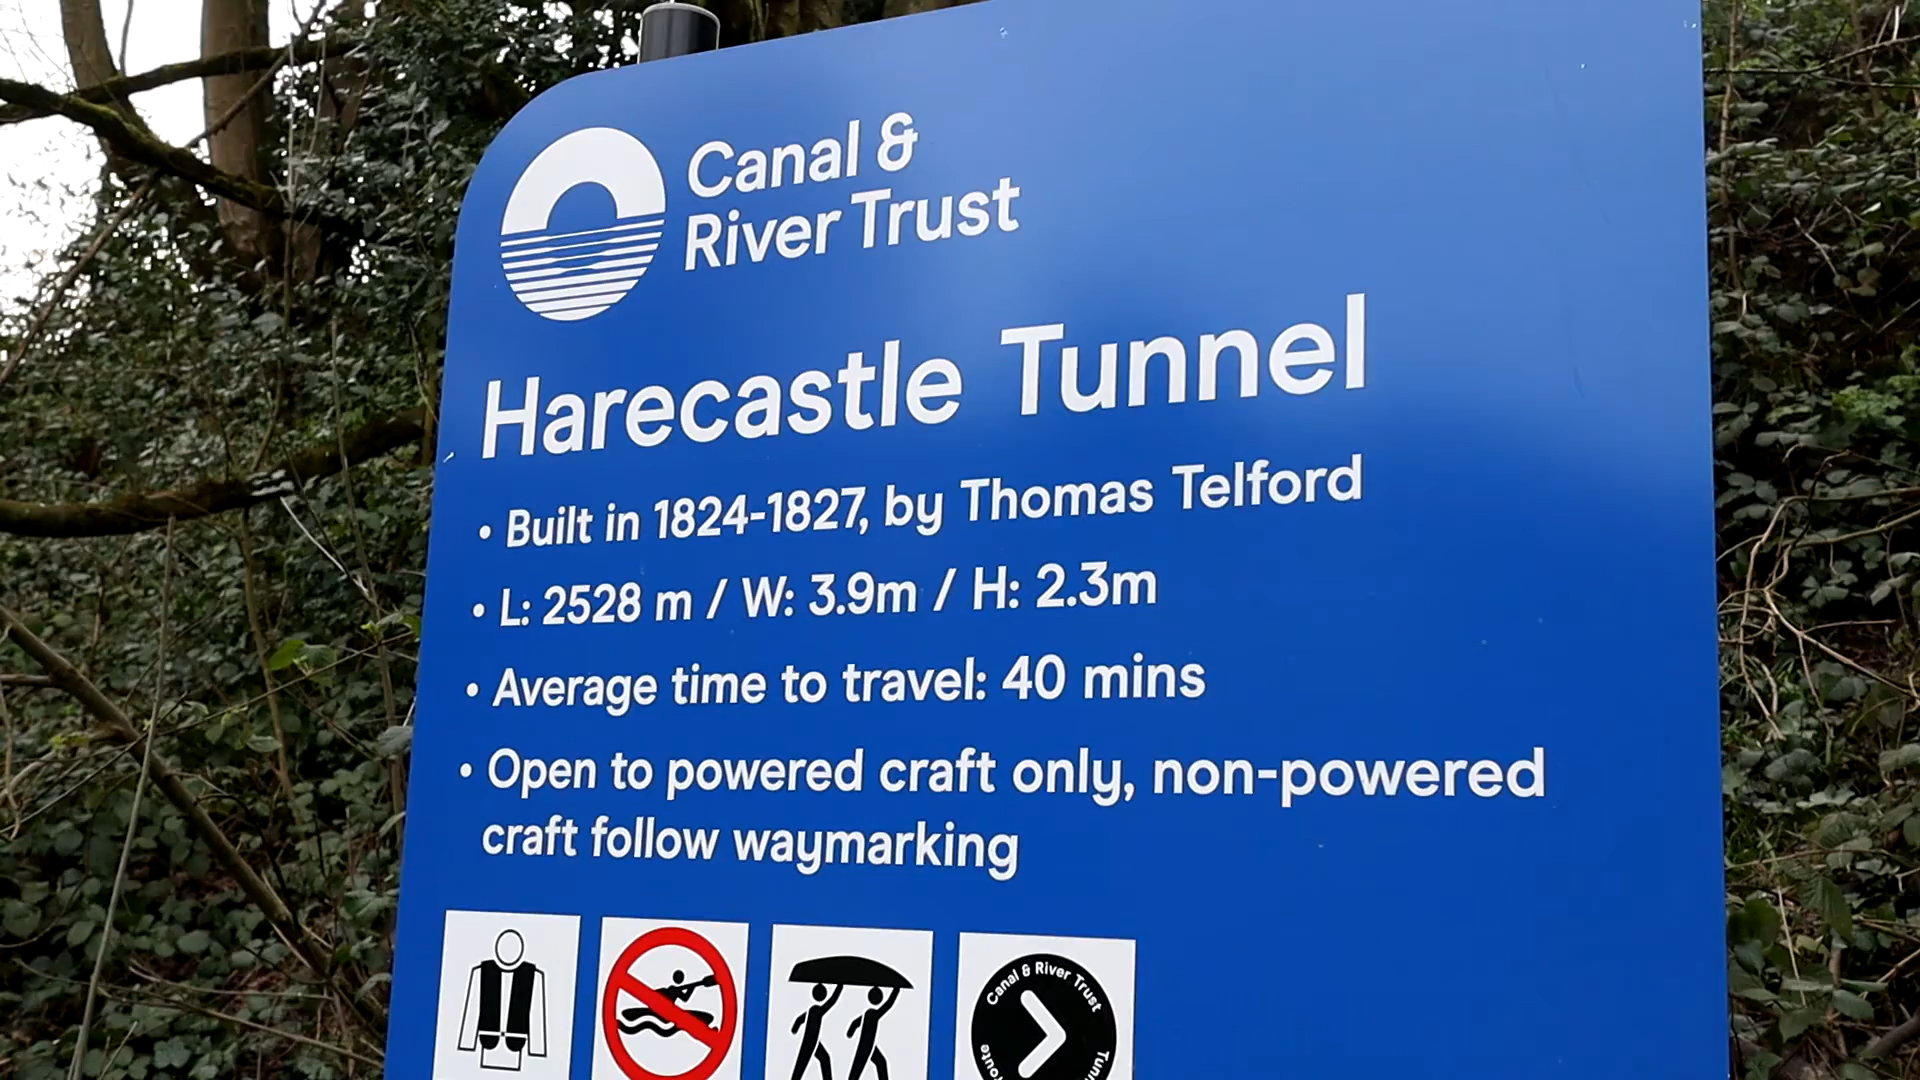 Canal &
River Trust
Harecastle Tunnel
• Built in 1824-1827, by Thomas Telford
• L: 2528 m / W: 3.9m / H: 2.3m
• Average time to travel: 40 mins
• Open to powered craft only, non-powered
craft follow waymarking
Canal & River Trust